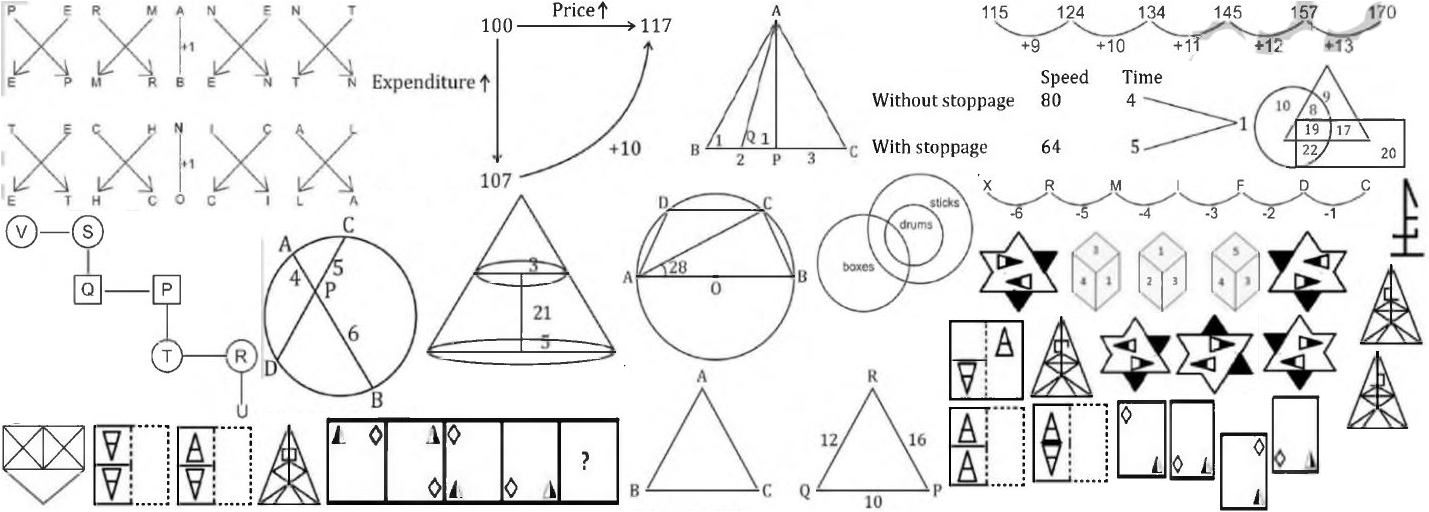 P E R M A N E N T
+1
E P M R B E N T N
T E C H N I C A L
+1
E T H C O C I L A
Price↑
100 117
Expenditure↑
+10
107
A
B 1 Q 1 C
2 P 3
115 124 134 145 157 170
+9 +10 +11 +12 +13
Speed Time
Without stoppage 80 4
1
With stoppage 64 5
10 9
8
19 17
22 20
X R M I F D C
-6 -5 -4 -3 -2 -1
V S
Q P
T R
U
C
A
4 5
P
6
D
B
3
21
5
D C
28
A O B
sticks
drums
boxes
3 1 5
4 1 2 3 4 3
?
A
B C
R
12 16
Q P
10